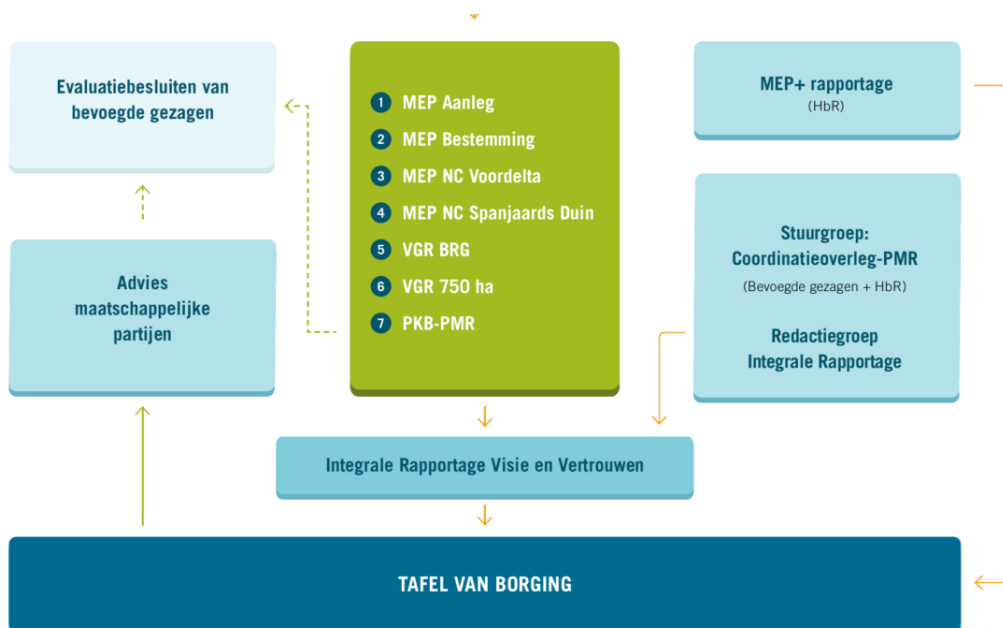 Evaluatiebesluiten van
bevoegde gezagen
Advies
maatschappelijke
partijen
1 MEP Aanleg
2 MEP Bestemming
3 MEP NC Voordelta
4 MEP NC Spanjaards Duin
5 VGR BRG
6 VGR 750 ha
7 PKB-PMR
MEP+ rapportage
(HbR)
Stuurgroep:
Coordinatieoverleg-PMR
(Bevoegde gezagen + HbR)
Redactiegroep
Integrale Rapportage
Integrale Rapportage Visie en Vertrouwen
TAFEL VAN BORGING